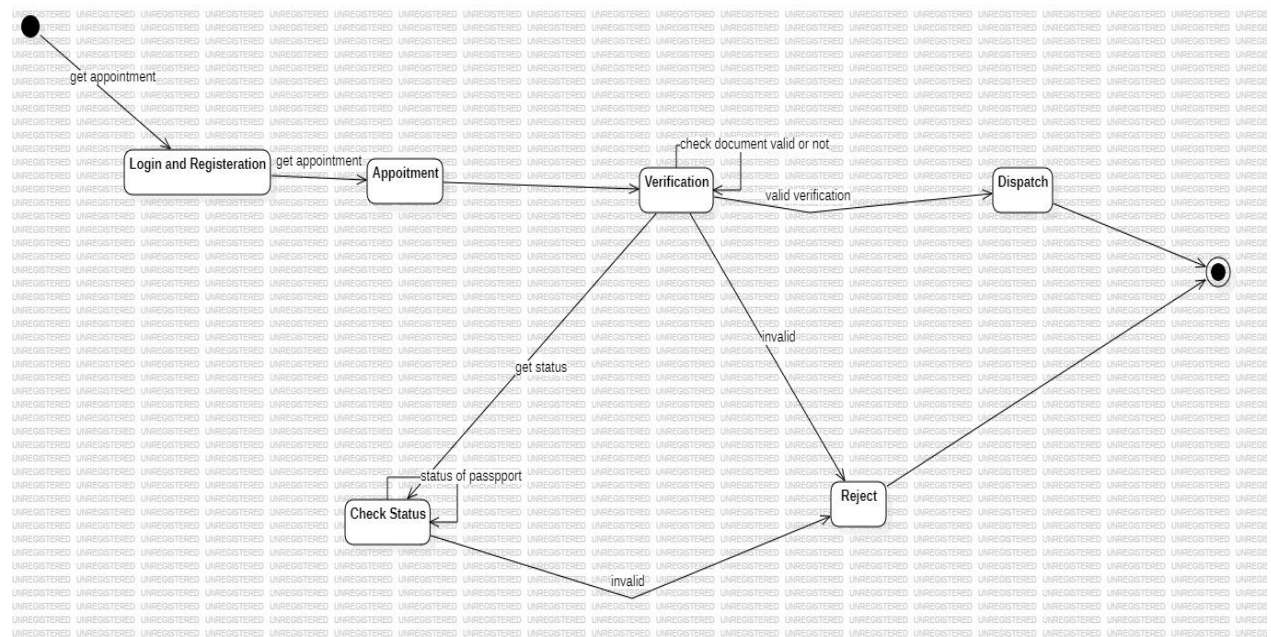 get appointment
Login and Registeration
get appointment
Appoitment
check document valid or not
Verification
valid verification
Dispatch
invalid
get status
status of passpport
Check Status
Reject
invalid
UNREGISTERED